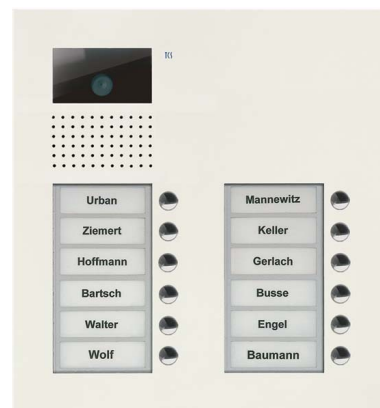 TCS
Urban
Ziemert
Hoffmann
Bartsch
Walter
Wolf
Mannewitz
Keller
Gerlach
Busse
Engel
Baumann